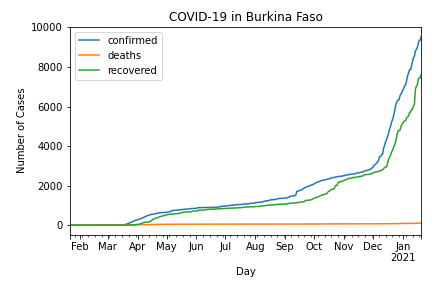 COVID-19 in Burkina Faso
10000
8000
6000
4000
2000
0
Number of Cases
confirmed
deaths
recovered
Feb Mar Apr May Jun Jul Aug Sep Oct Nov Dec Jan
2021
Day